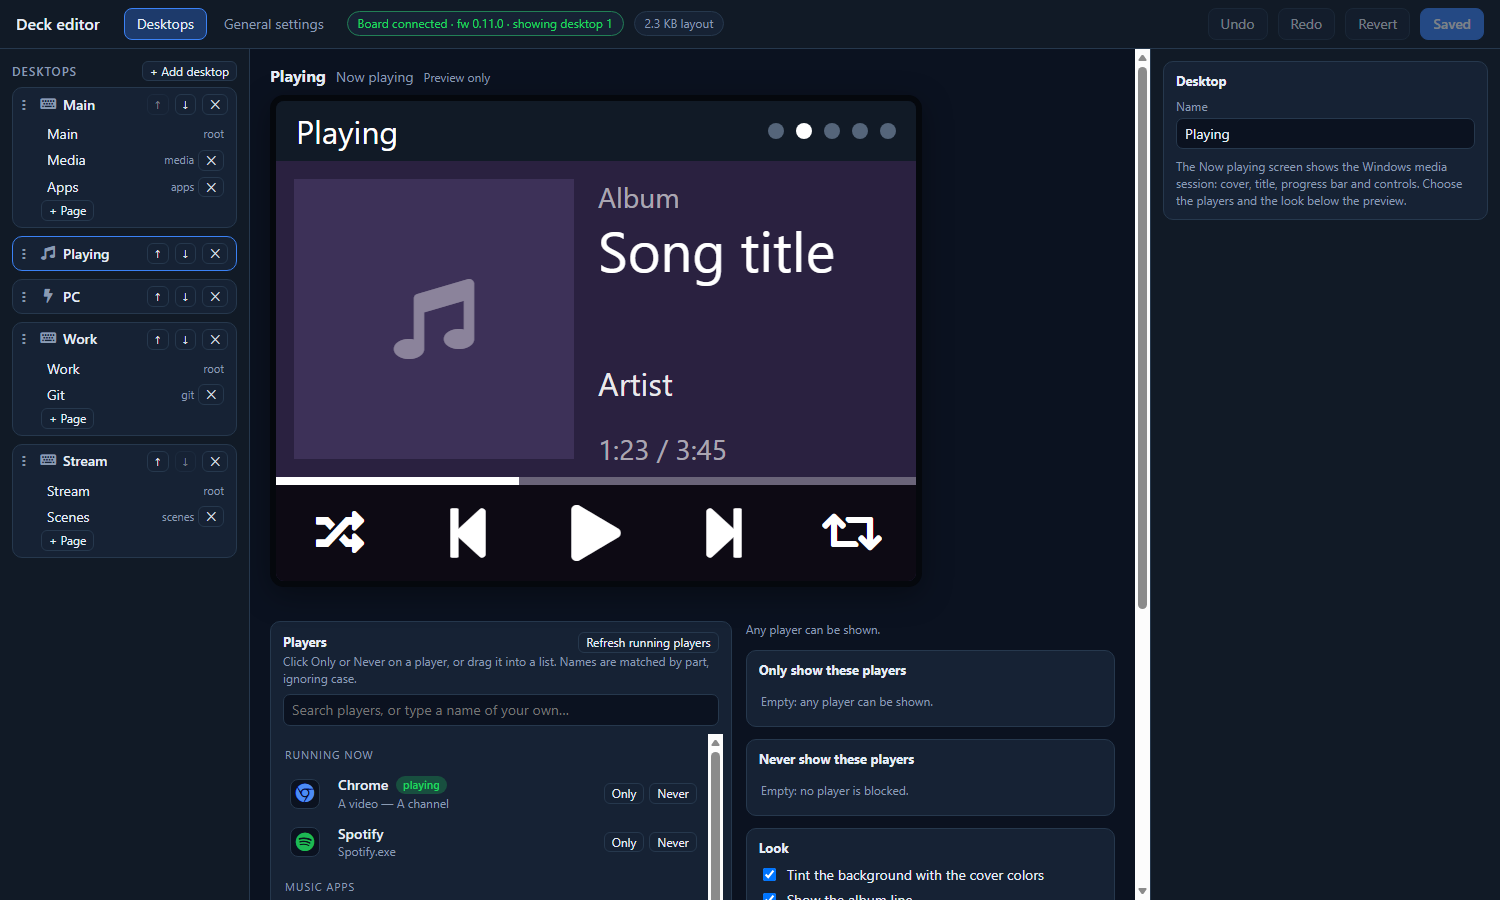 Deck editor
Desktops
General settings
Board connected · fw 0.11.0 · showing desktop 1
2.3 KB layout
Undo
Redo
Revert
Saved
DESKTOPS
+ Add desktop
Main
Main root
Media media
Apps apps
+ Page
Playing
PC
Work
Work root
Git git
+ Page
Stream
Stream root
Scenes scenes
+ Page
Playing Now playing Preview only
Playing
Album
Song title
Artist
1:23 / 3:45
Players
Refresh running players
Click Only or Never on a player, or drag it into a list. Names are matched by part,
ignoring case.
Search players, or type a name of your own...
RUNNING NOW
Chrome playing
A video — A channel
Only Never
Spotify
Spotify.exe
Only Never
MUSIC APPS
Any player can be shown.
Only show these players
Empty: any player can be shown.
Never show these players
Empty: no player is blocked.
Look
Tint the background with the cover colors
Show the album line
Desktop
Name
Playing
The Now playing screen shows the Windows media
session: cover, title, progress bar and controls. Choose
the players and the look below the preview.